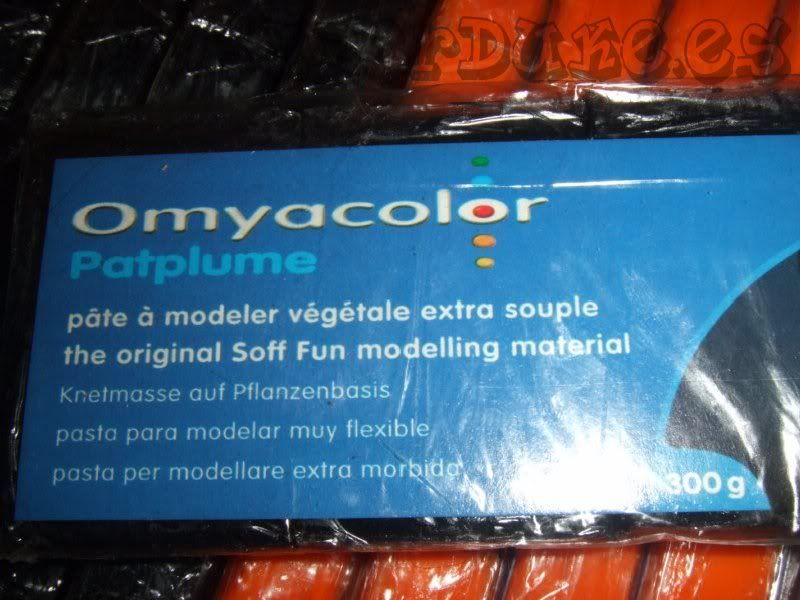 Omyacolor
Patplume
pâte à modeler végétale extra souple
the original Soff Fun modelling material
Knetmasse auf Pflanzenbasis
pasta para modelar muy flexible
pasta per modellare extra morbida
300 g